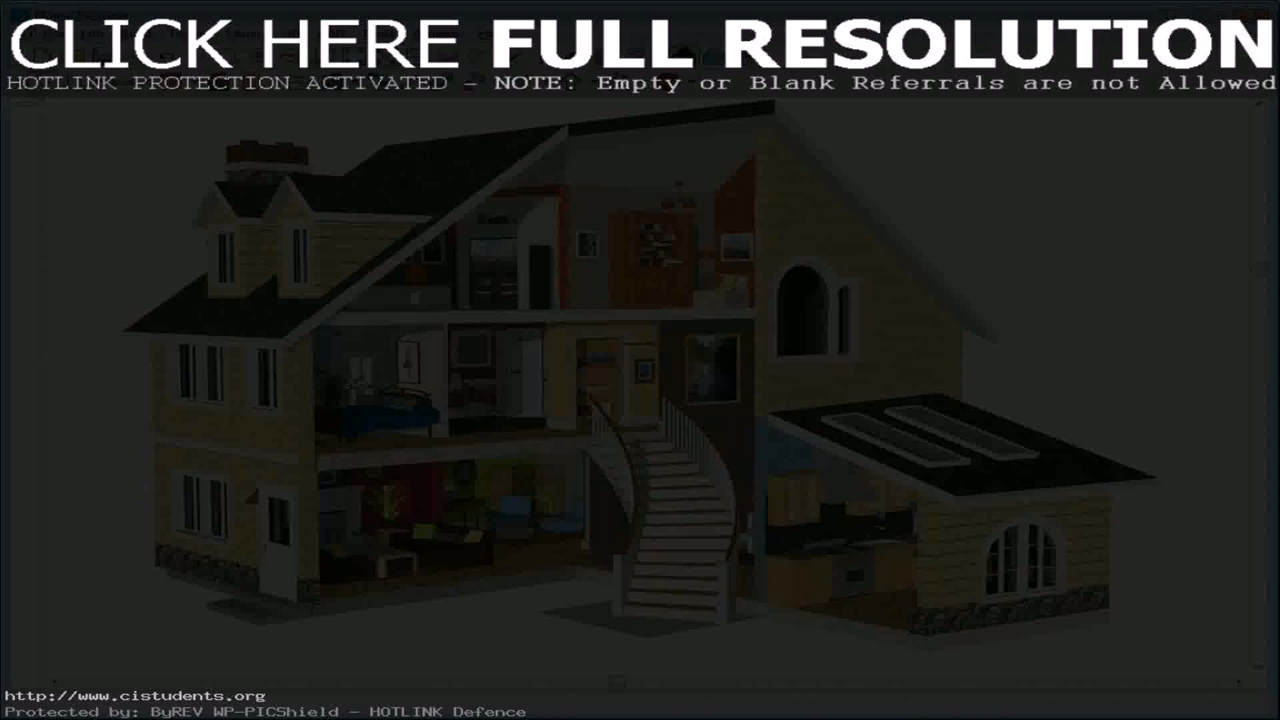 CLICK HERE FULL RESOLUTION
HOTLINK PROTECTION ACTIVATED - NOTE: Empty or Blank Referrals are not Allowed
http://www.cistudents.org
Protected by: ByREV WP-PICShield - HOTLINK Defence